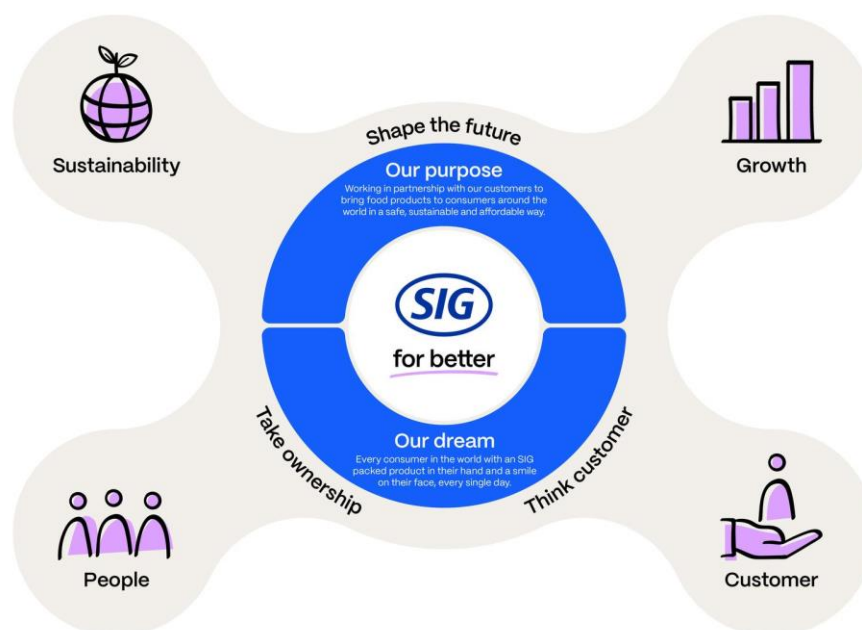 Shape the future
Sustainability
Growth
Our purpose
Working in partnership with our customers to
bring food products to consumers around the
world in a safe, sustainable and affordable way.
SIG
for better
Our dream
Every consumer in the world with an SIG
packed product in their hand and a smile
on their face, every single day.
Take ownership
Think customer
People
Customer